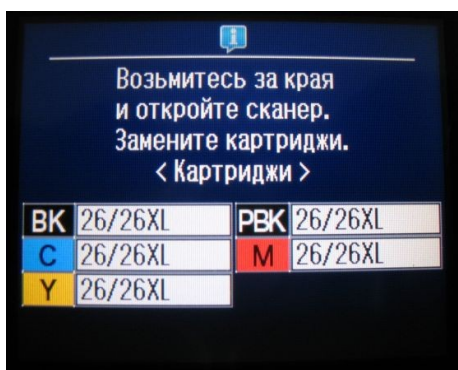 Возьмитесь за края
и откройте сканер.
Замените картриджи.
< Картриджи >
BK 26/26XL PBK 26/26XL
C 26/26XL M 26/26XL
Y 26/26XL